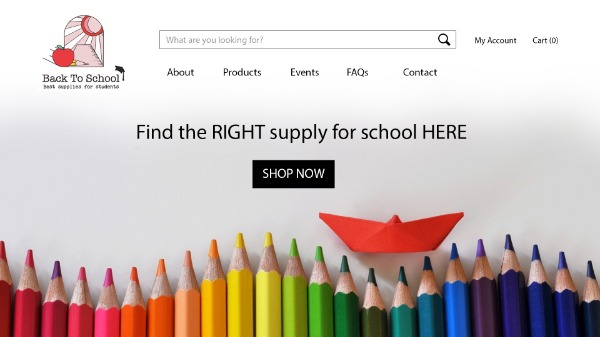 What are you looking for?
My Account
Cart (0)
Back To School
Best supplies for students
About
Products
Events
FAQs
Contact
Find the RIGHT supply for school HERE
SHOP NOW